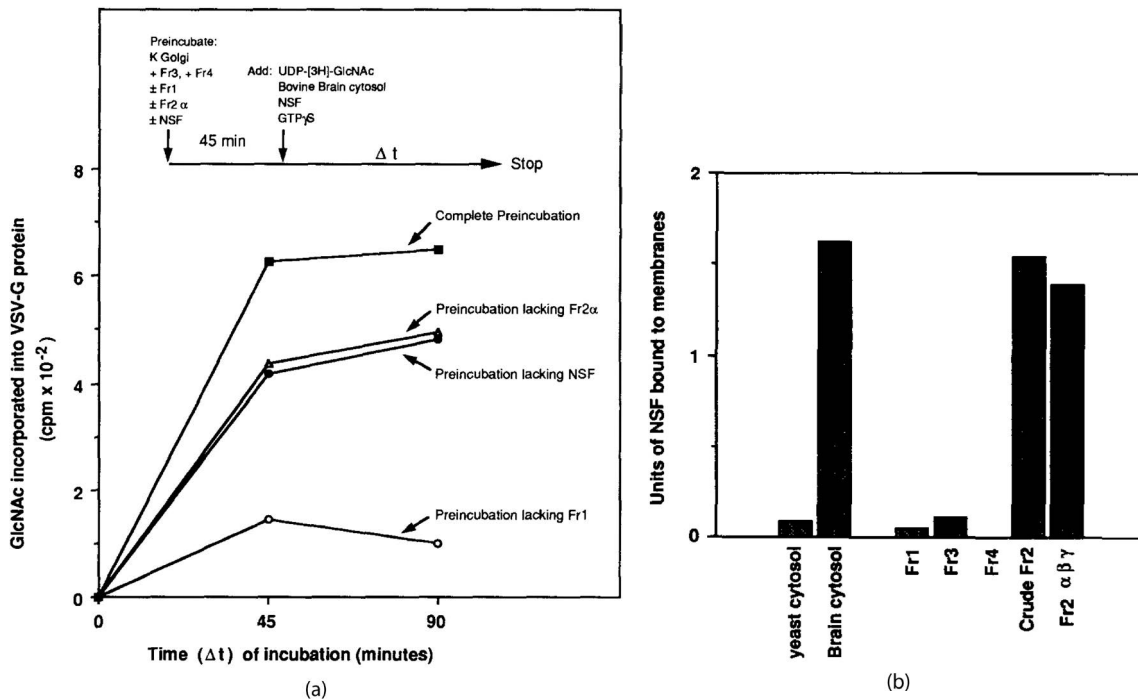 Preincubate:
K Golgi
+ Fr3, + Fr4
± Fr1
± Fr2 α
± NSF
Add: UDP-[3H]-GlcNAc
Bovine Brain cytosol
NSF
GTPγS
45 min
Δ t
Stop
8
6
4
2
0
Complete Preincubation
Preincubation lacking Fr2α
Preincubation lacking NSF
Preincubation lacking Fr1
GlcNAc incorporated into VSV-G protein
(cpm x 10⁻²)
0
45
90
Time (Δ t) of incubation (minutes)
(a)
Units of NSF bound to membranes
2
1
0
yeast cytosol
Brain cytosol
Fr1
Fr3
Fr4
Crude Fr2
Fr2 α β γ
(b)